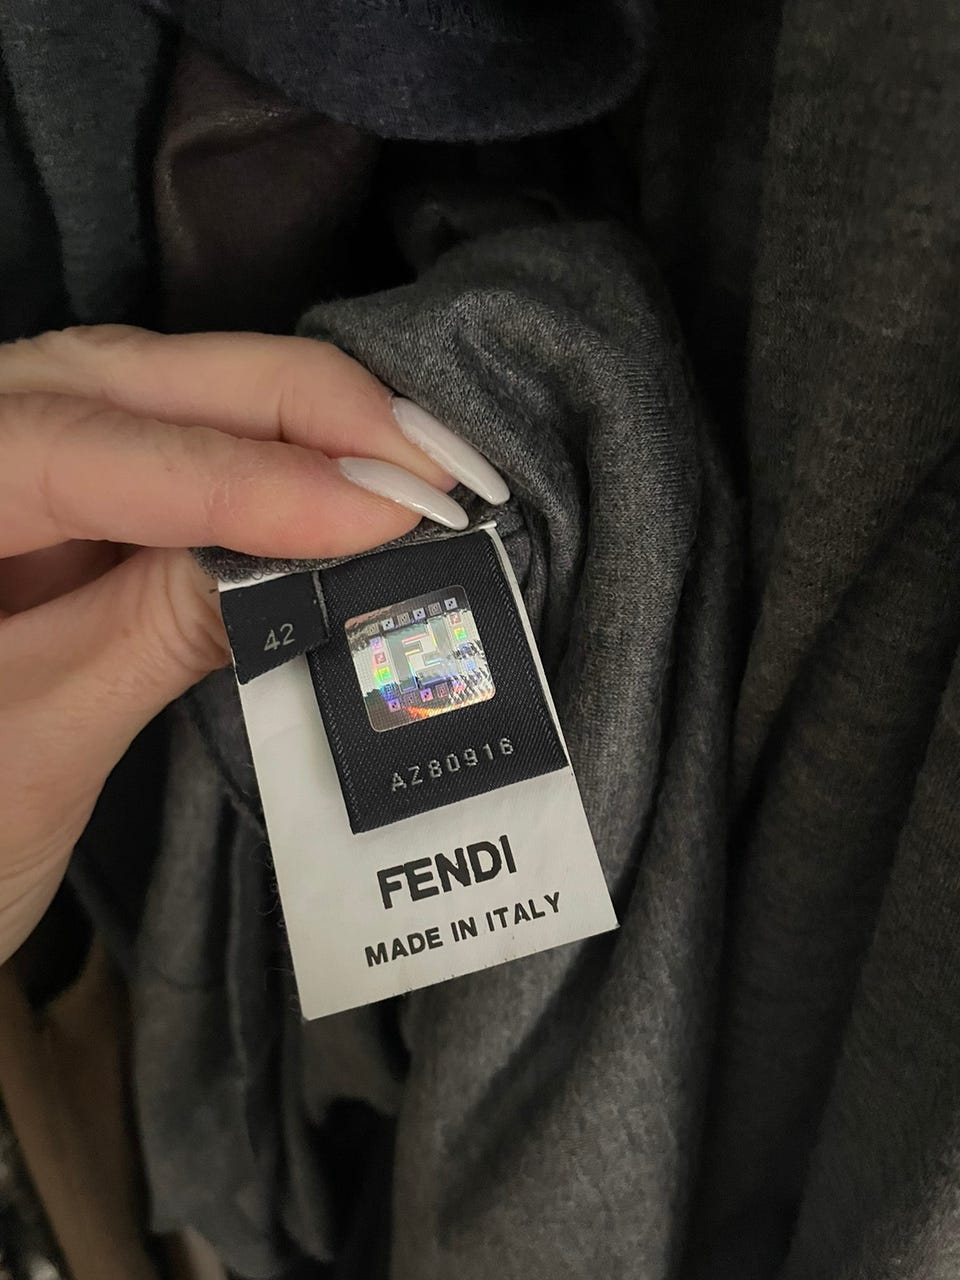 42
AZ80916
FENDI
MADE IN ITALY